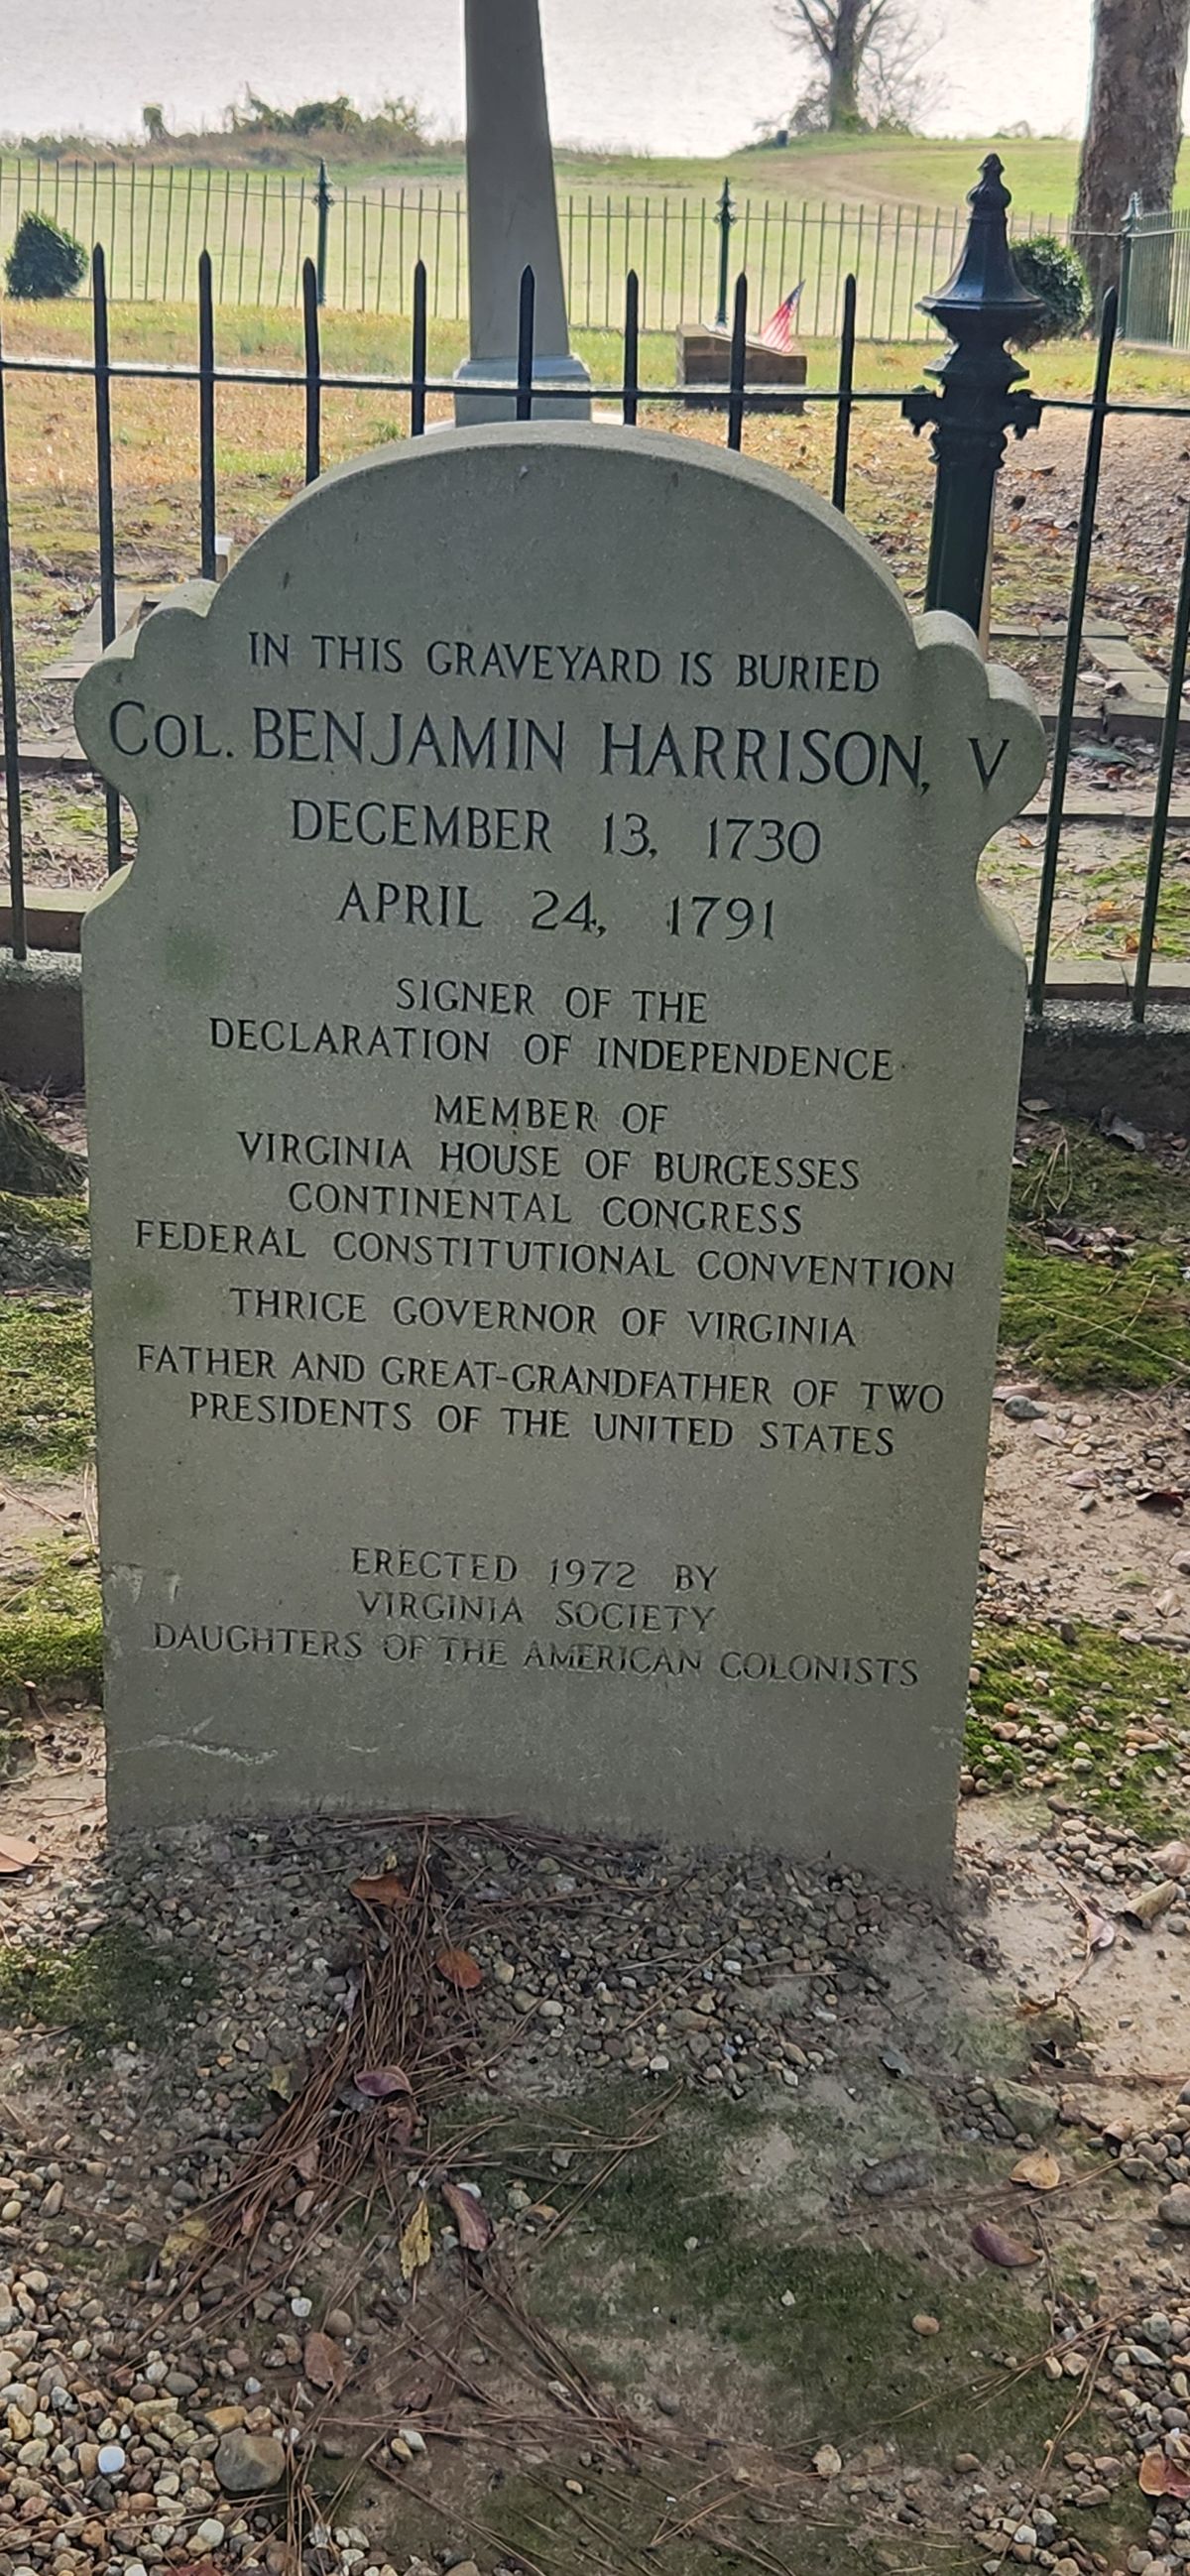 IN THIS GRAVEYARD IS BURIED
COL. BENJAMIN HARRISON, V
DECEMBER 13, 1730
APRIL 24, 1791
SIGNER OF THE
DECLARATION OF INDEPENDENCE
MEMBER OF
VIRGINIA HOUSE OF BURGESSES
CONTINENTAL CONGRESS
FEDERAL CONSTITUTIONAL CONVENTION
THRICE GOVERNOR OF VIRGINIA
FATHER AND GREAT-GRANDFATHER OF TWO
PRESIDENTS OF THE UNITED STATES
ERECTED 1972 BY
VIRGINIA SOCIETY
DAUGHTERS OF THE AMERICAN COLONISTS